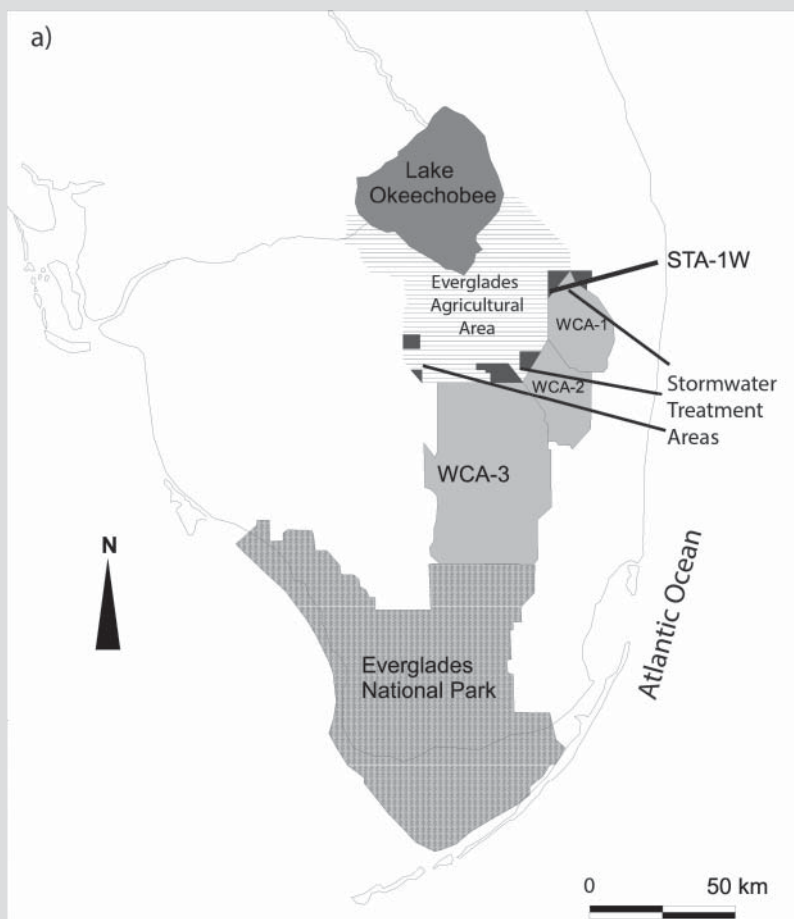 a)
Lake
Okeechobee
STA-1W
Everglades
Agricultural
Area
WCA-1
WCA-2
Stormwater
Treatment
Areas
WCA-3
N
Atlantic Ocean
Everglades
National Park
0 50 km